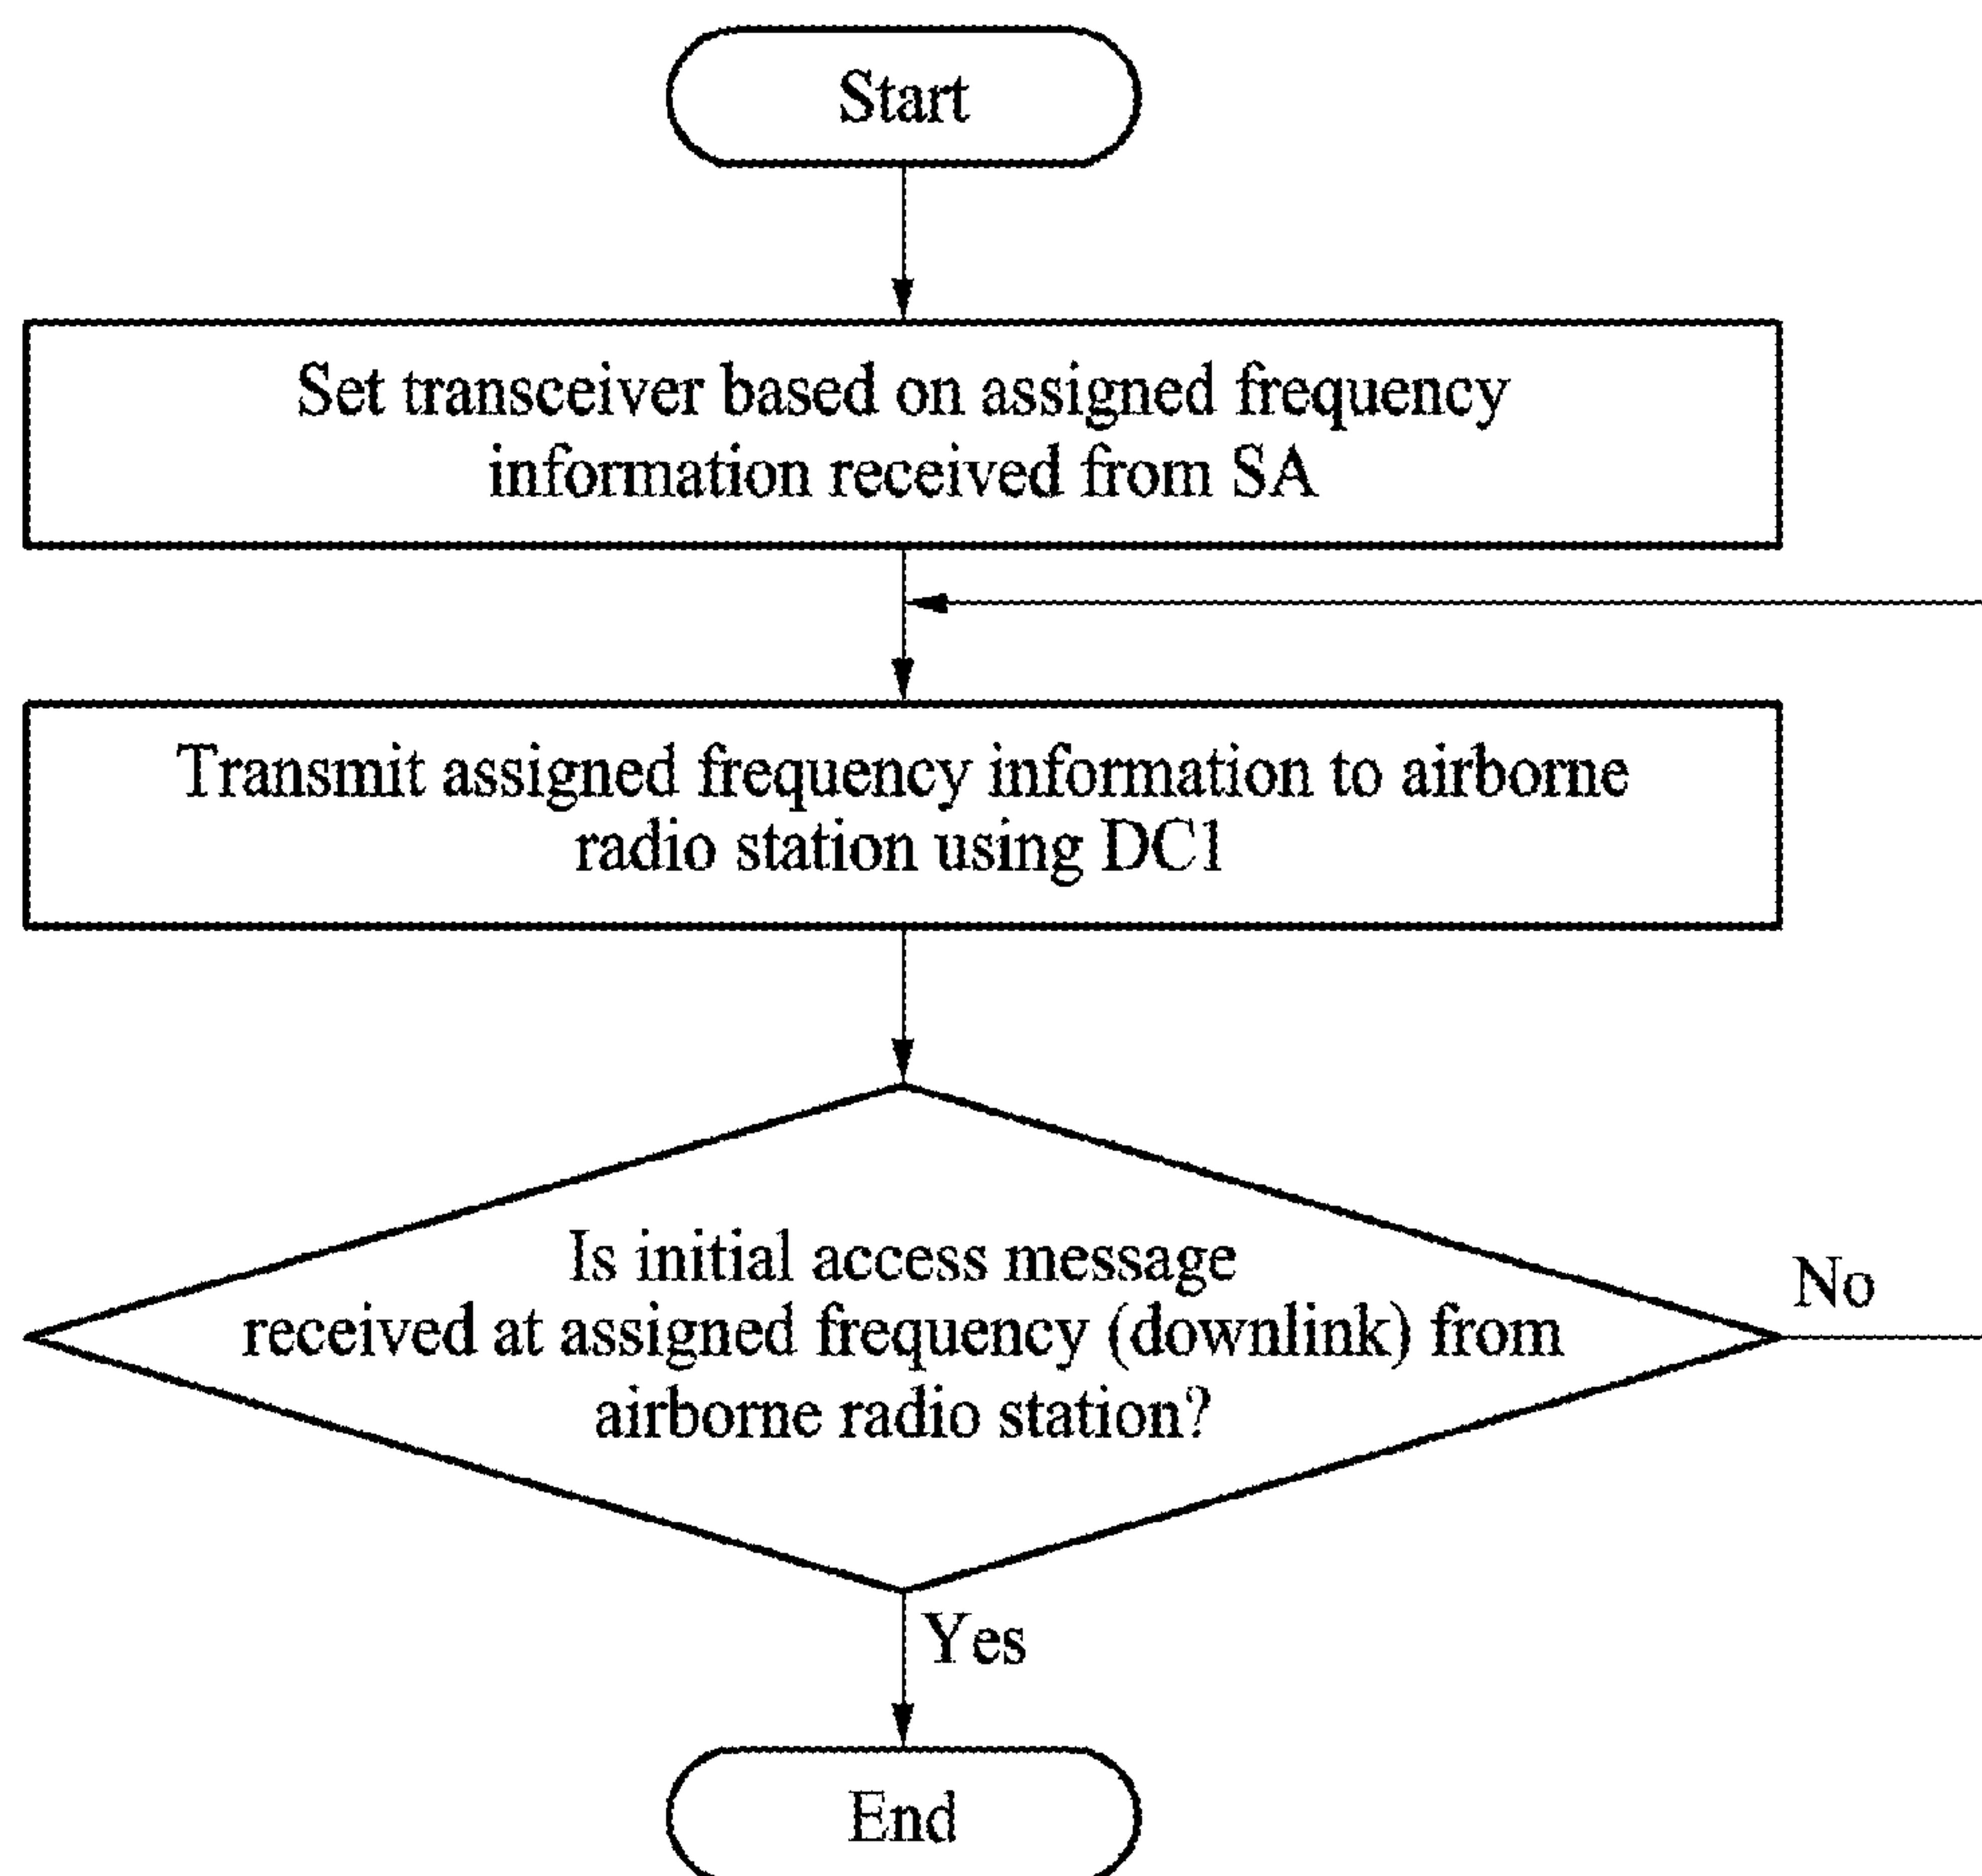 Start
Set transceiver based on assigned frequency
information received from SA
Transmit assigned frequency information to airborne
radio station using DC1
Is initial access message
received at assigned frequency (downlink) from
airborne radio station?
No
Yes
End